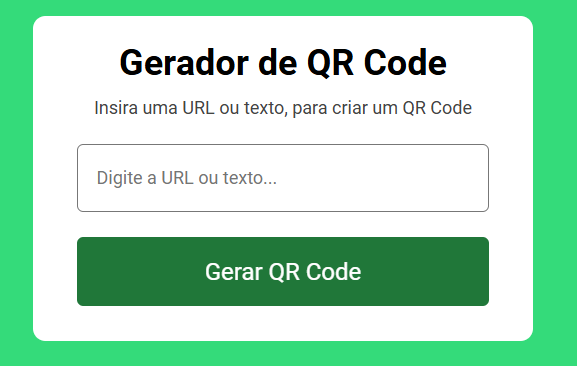 Gerador de QR Code
Insira uma URL ou texto, para criar um QR Code
Digite a URL ou texto...
Gerar QR Code